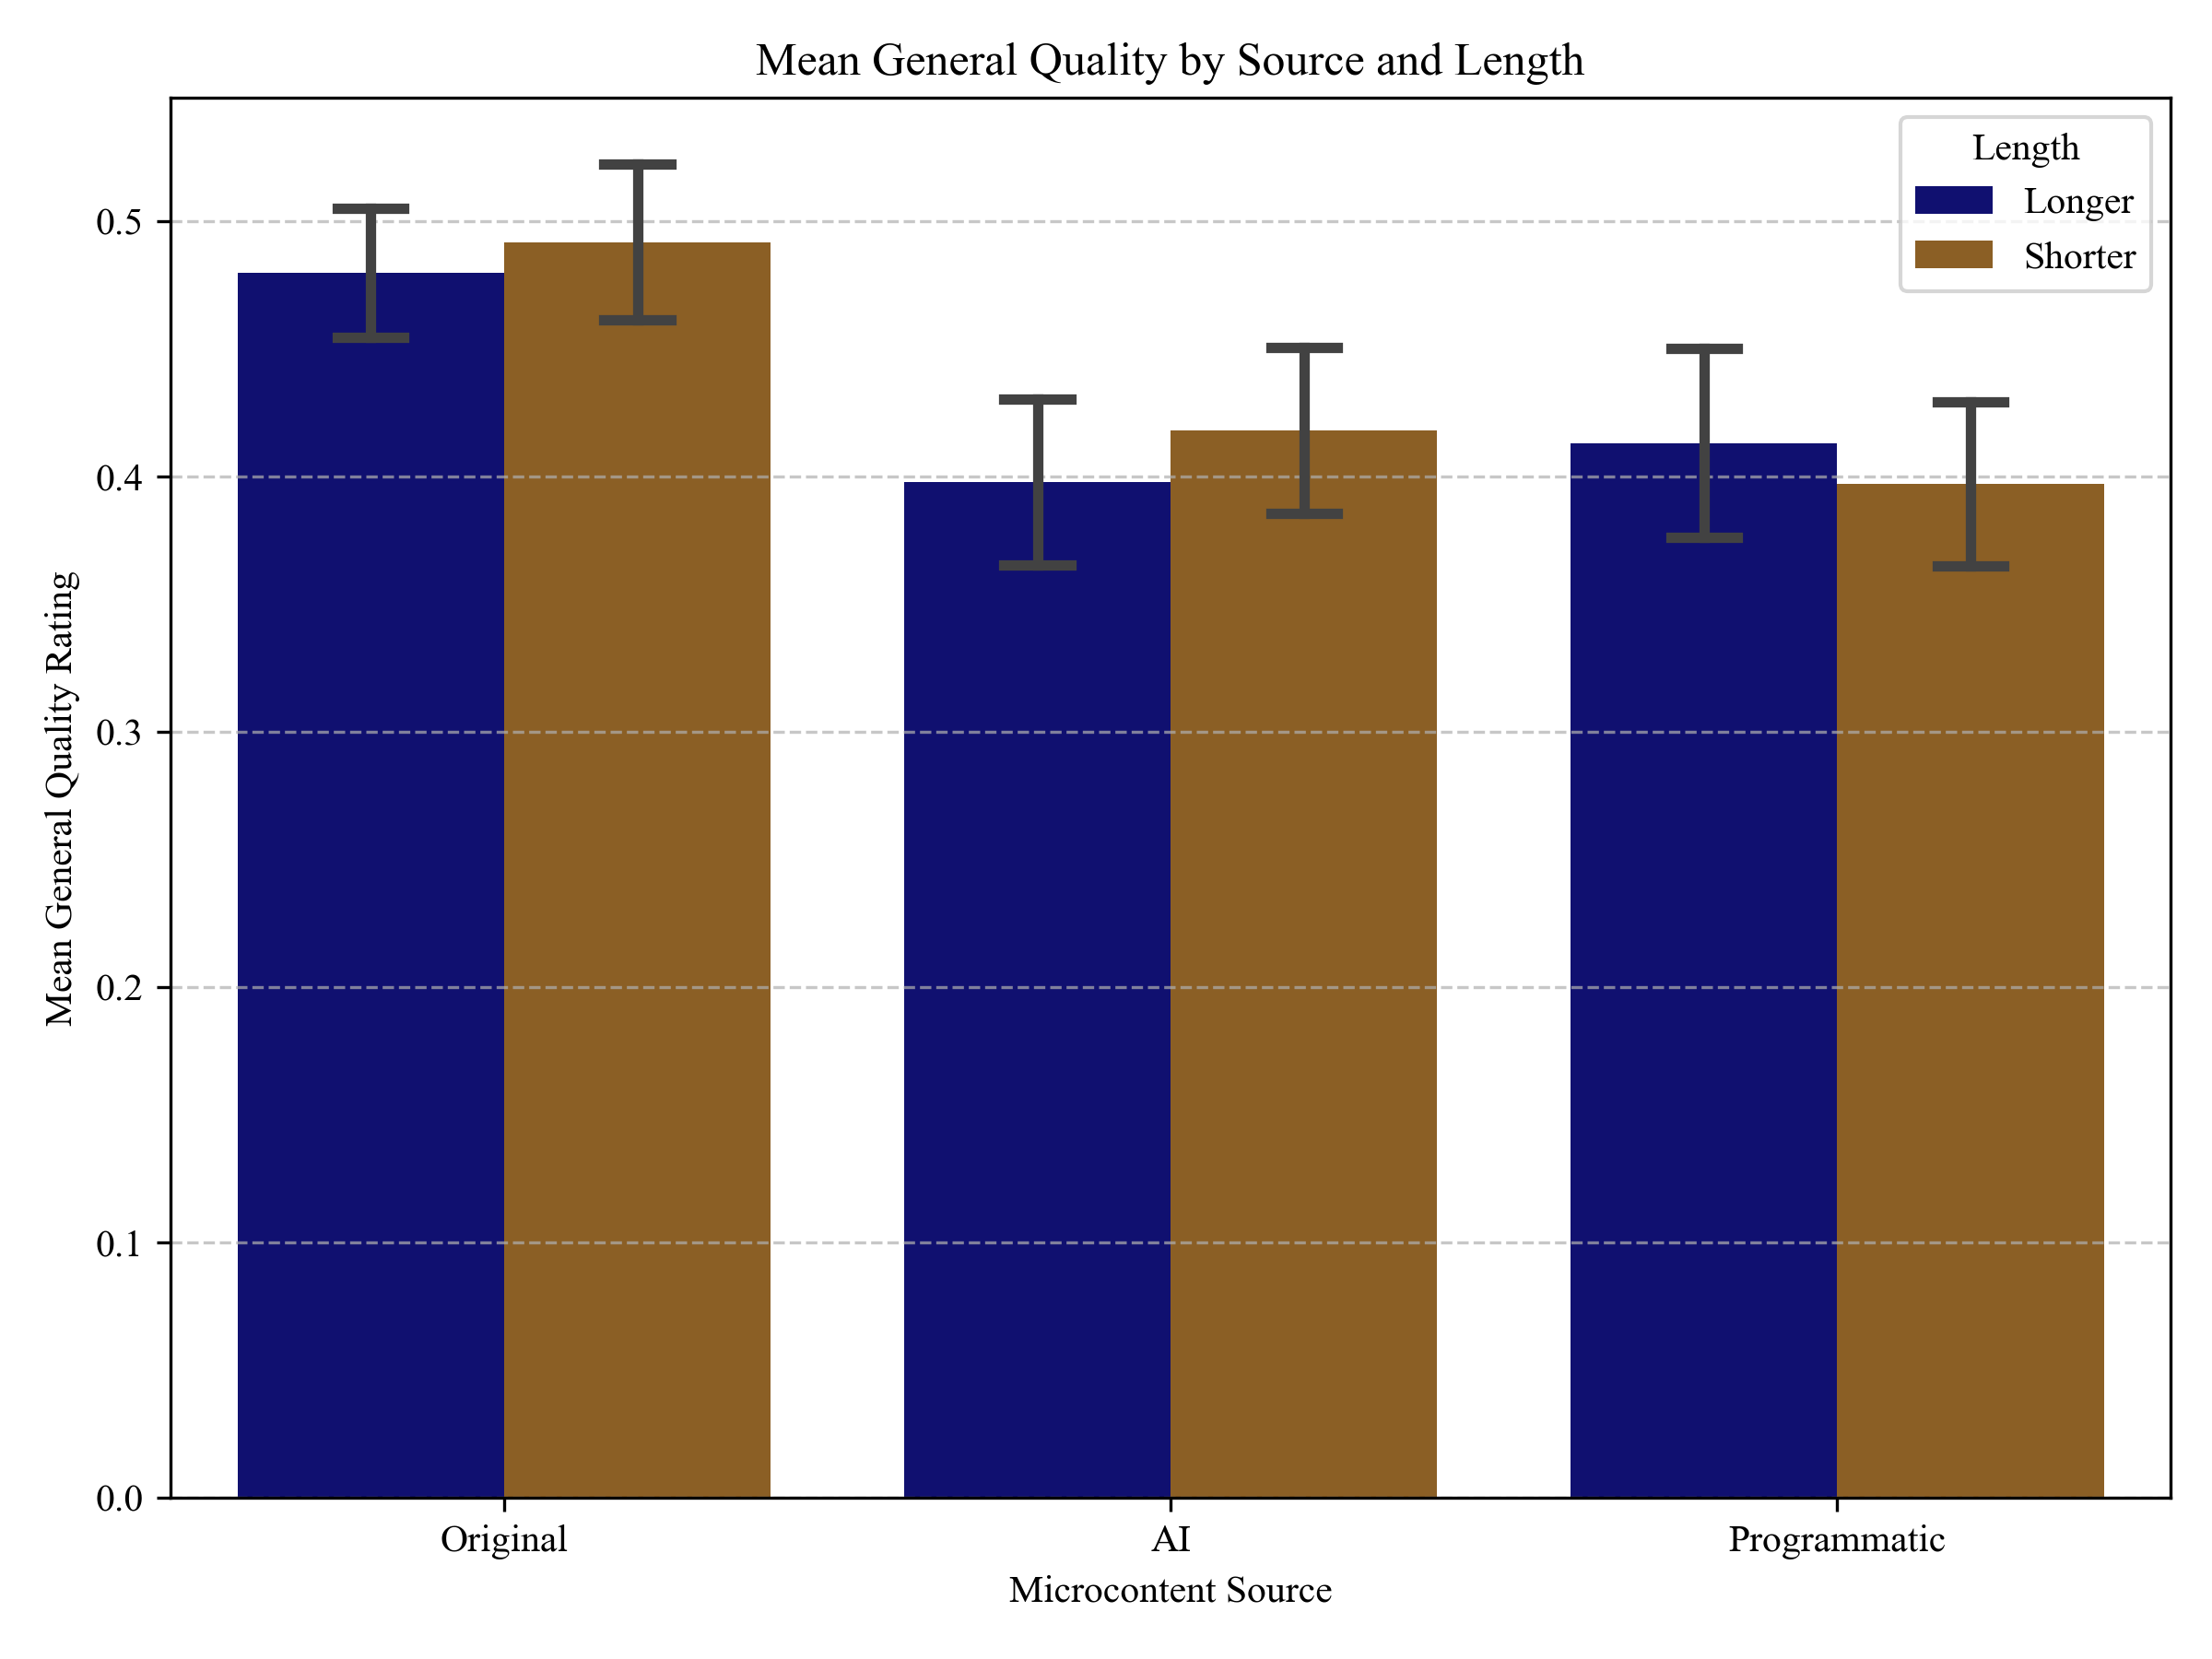 Mean General Quality by Source and Length
Length
Longer
Shorter
Mean General Quality Rating
0.5
0.4
0.3
0.2
0.1
0.0
Original
AI
Programmatic
Microcontent Source